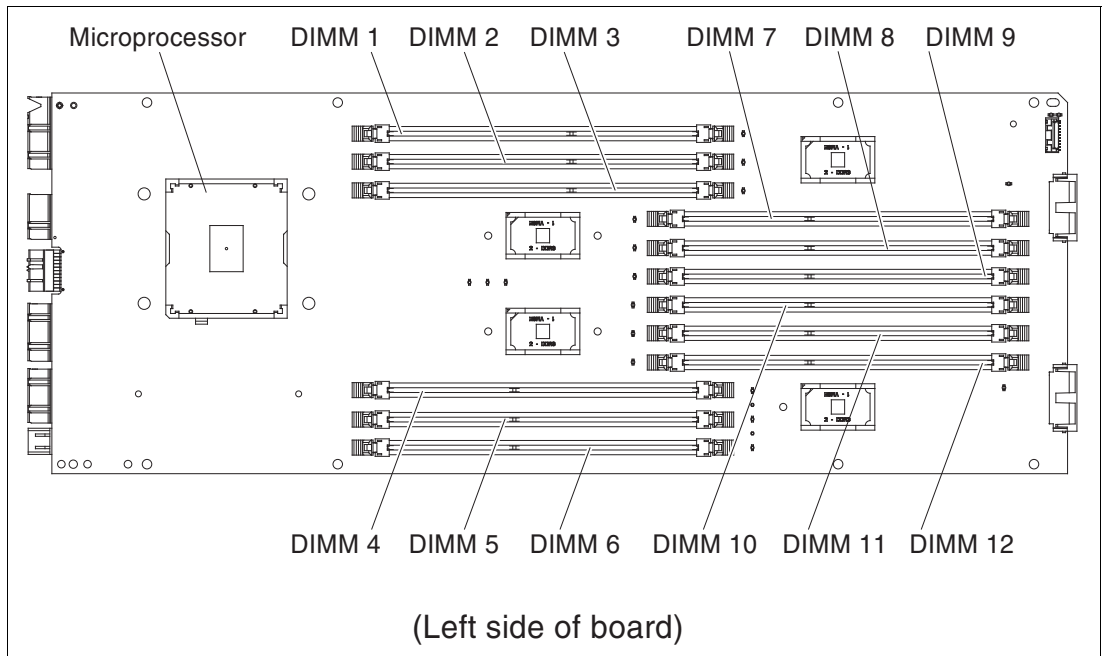 Microprocessor DIMM 1 DIMM 2 DIMM 3 DIMM 7 DIMM 8 DIMM 9
DIMM 4 DIMM 5 DIMM 6 DIMM 10 DIMM 11 DIMM 12
(Left side of board)